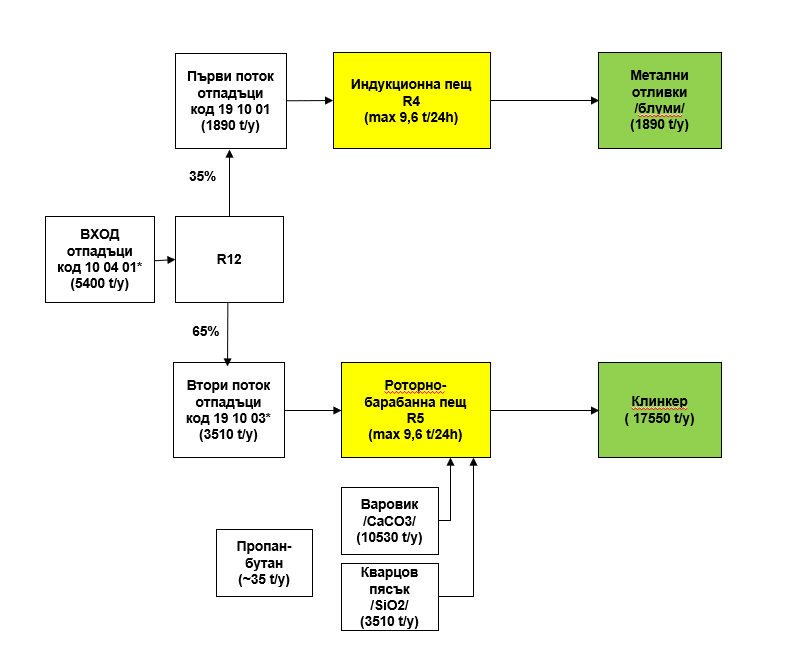 Първи поток
отпадъци
код 19 10 01
(1890 t/y)
Индукционна пещ
R4
(max 9,6 t/24h)
Метални
отливки
/блуми/
(1890 t/y)
35%
ВХОД
отпадъци
код 10 04 01*
(5400 t/y)
R12
65%
Втори поток
отпадъци
код 19 10 03*
(3510 t/y)
Роторно-
барабанна пещ
R5
(max 9,6 t/24h)
Клинкер
( 17550 t/y)
Варовик
/CaCO3/
(10530 t/y)
Пропан-
бутан
(~35 t/y)
Кварцов
пясък
/SiO2/
(3510 t/y)